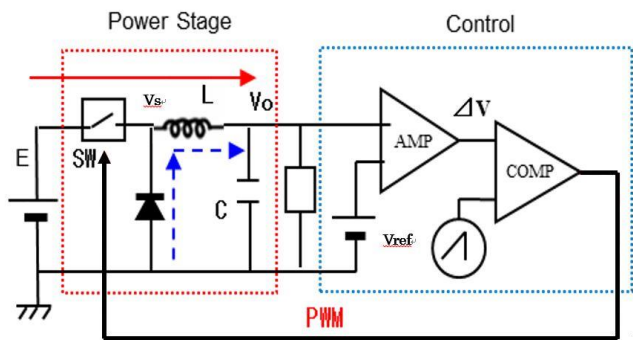 Power Stage
Control
Vs
L
Vo
ΔV
AMP
COMP
E
SW
C
Vref
PWM